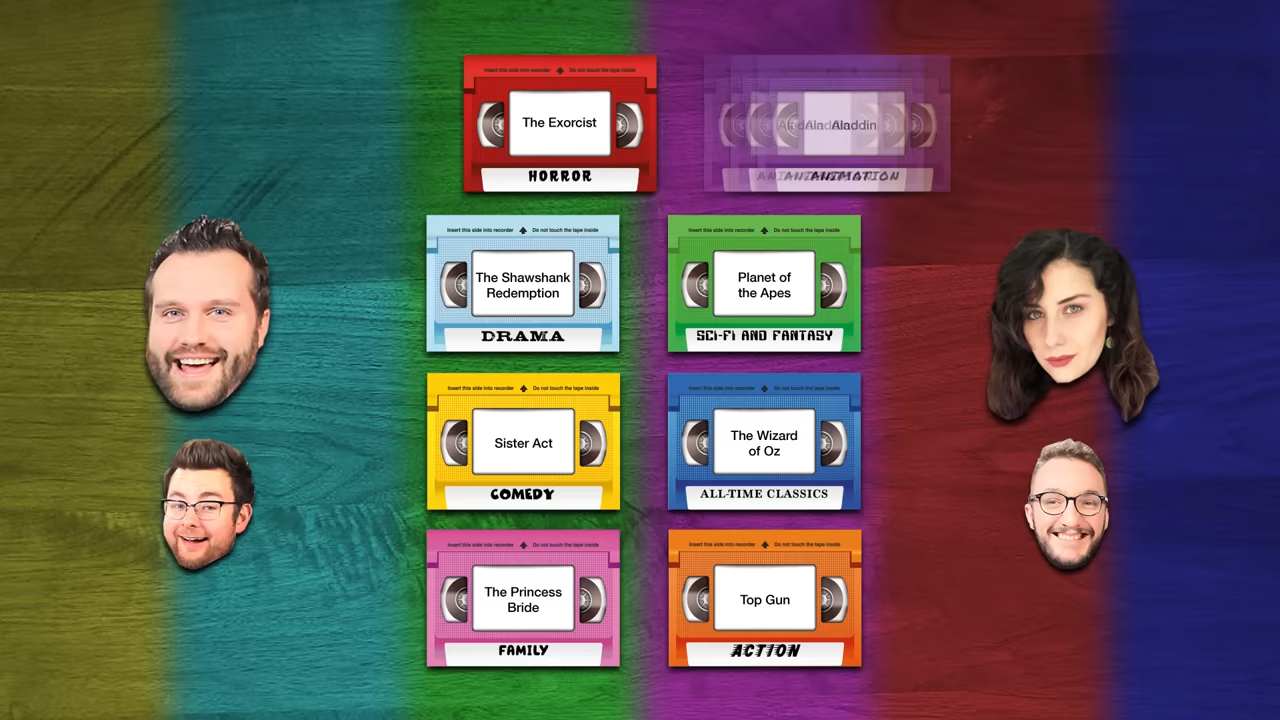 Insert this side into recorder Do not touch the tape inside
The Exorcist
HORROR
Aladdin
ANIMATION
Insert this side into recorder Do not touch the tape inside
The Shawshank
Redemption
DRAMA
Insert this side into recorder Do not touch the tape inside
Planet of
the Apes
SCI-FI AND FANTASY
Insert this side into recorder Do not touch the tape inside
Sister Act
COMEDY
Insert this side into recorder Do not touch the tape inside
The Wizard
of Oz
ALL-TIME CLASSICS
Insert this side into recorder Do not touch the tape inside
The Princess
Bride
FAMILY
Insert this side into recorder Do not touch the tape inside
Top Gun
ACTION